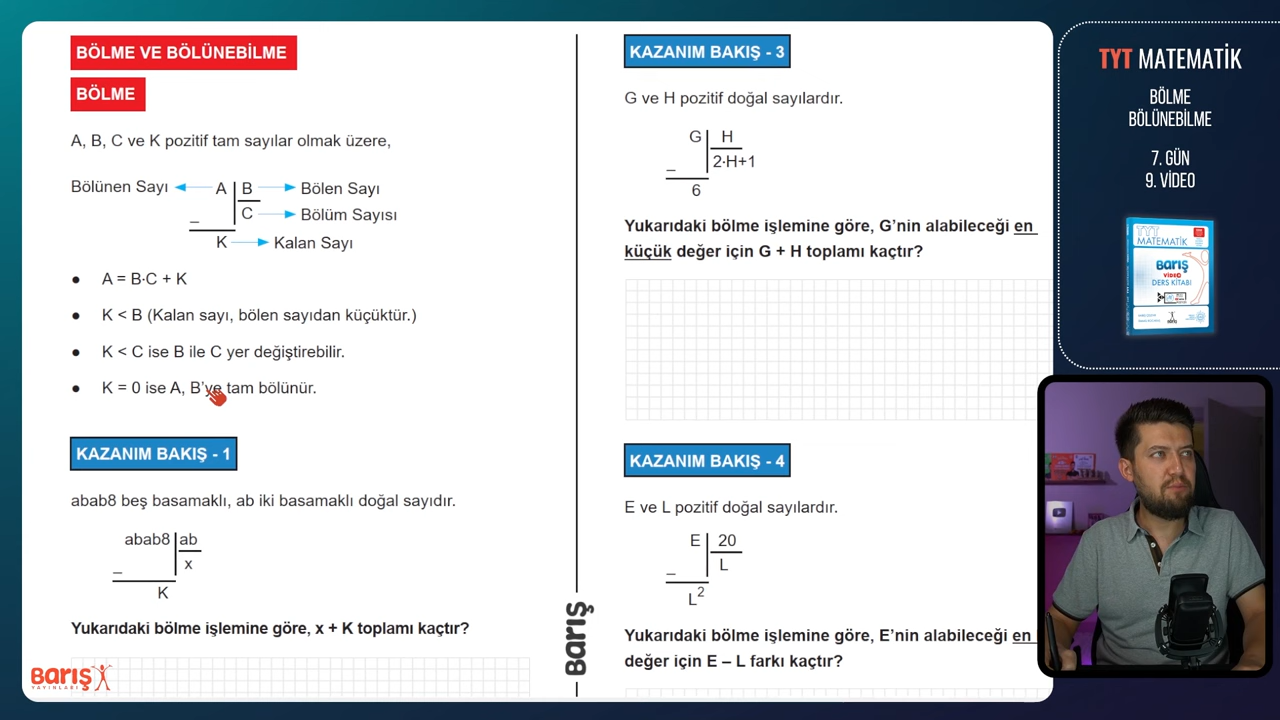 BÖLME VE BÖLÜNEBİLME
BÖLME
A, B, C ve K pozitif tam sayılar olmak üzere,
Bölünen Sayı A B Bölen Sayı
C Bölüm Sayısı
–
K Kalan Sayı
● A = B·C + K
● K < B (Kalan sayı, bölen sayıdan küçüktür.)
● K < C ise B ile C yer değiştirebilir.
● K = 0 ise A, B'ye tam bölünür.
KAZANIM BAKIŞ - 1
abab8 beş basamaklı, ab iki basamaklı doğal sayıdır.
abab8 ab
x
–
K
Yukarıdaki bölme işlemine göre, x + K toplamı kaçtır?
BARIŞ
YAYINLARI
BARIŞ
KAZANIM BAKIŞ - 3
G ve H pozitif doğal sayılardır.
G H
2·H+1
–
6
Yukarıdaki bölme işlemine göre, G'nin alabileceği en
küçük değer için G + H toplamı kaçtır?
KAZANIM BAKIŞ - 4
E ve L pozitif doğal sayılardır.
E 20
L
–
L²
Yukarıdaki bölme işlemine göre, E'nin alabileceği en
değer için E – L farkı kaçtır?
TYT MATEMATİK
BÖLME
BÖLÜNEBİLME
7. GÜN
9. VİDEO
TYT
MATEMATİK
BARIŞ
VİDEO
DERS KİTABI